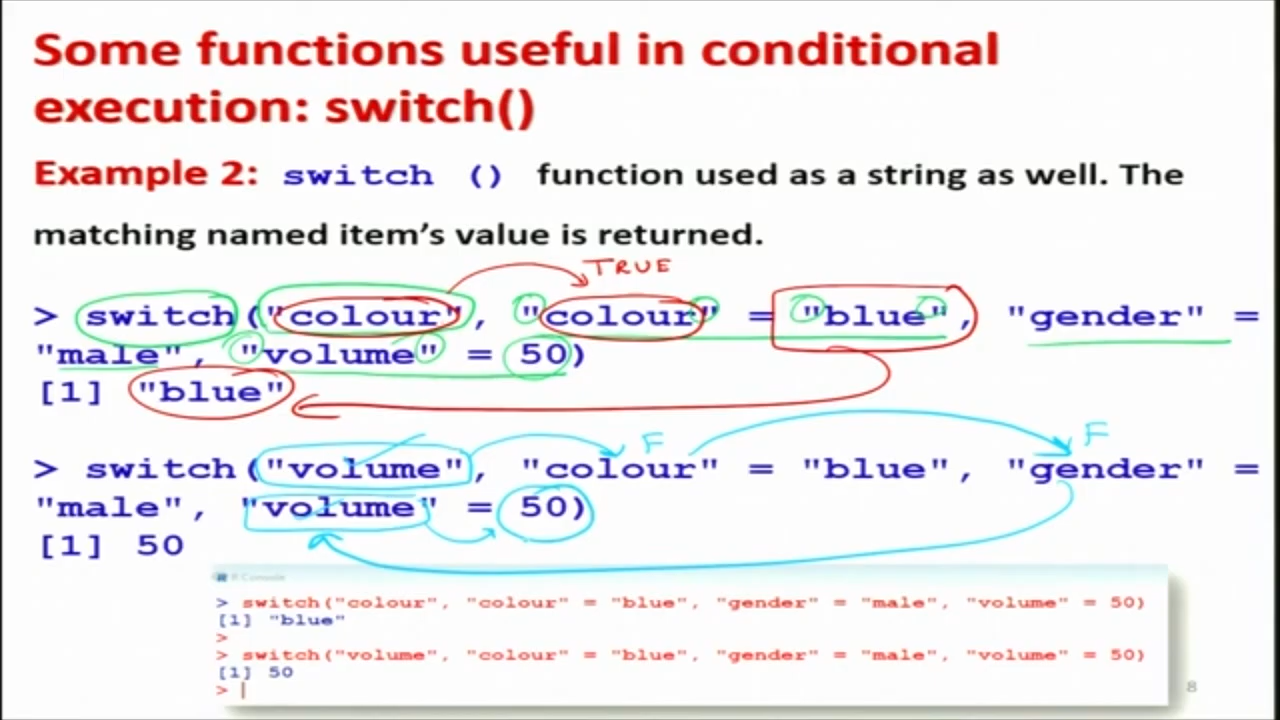 Some functions useful in conditional
execution: switch()
Example 2: switch () function used as a string as well. The
matching named item's value is returned.
TRUE
> switch("colour", "colour" = "blue", "gender" =
"male", "volume" = 50)
[1] "blue"
F F
> switch("volume", "colour" = "blue", "gender" =
"male", "volume" = 50)
[1] 50
R Console
> switch("colour", "colour" = "blue", "gender" = "male", "volume" = 50)
[1] "blue"
>
> switch("volume", "colour" = "blue", "gender" = "male", "volume" = 50)
[1] 50
> |
8